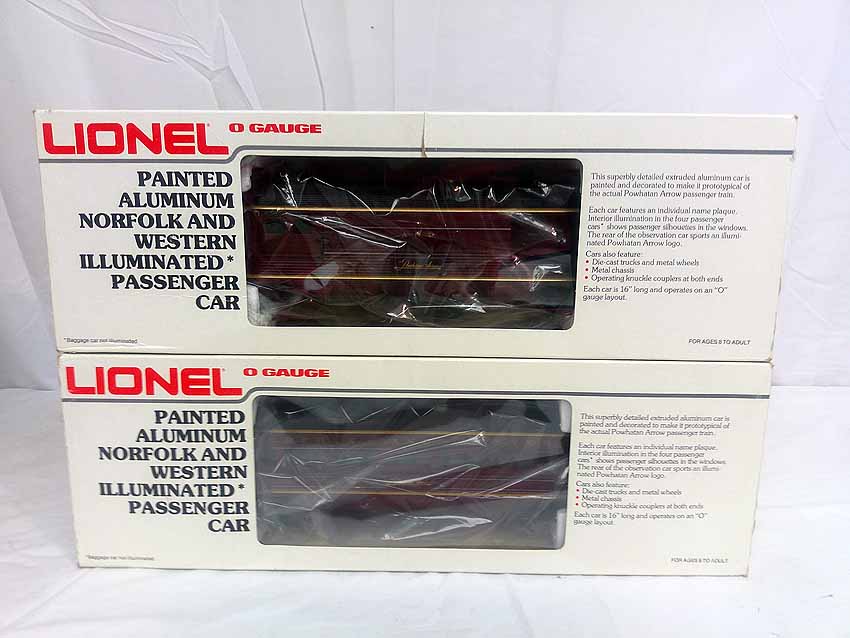 LIONEL O GAUGE
PAINTED
ALUMINUM
NORFOLK AND
WESTERN
ILLUMINATED*
PASSENGER
CAR
*Baggage car not illuminated
This superbly detailed extruded aluminum car is
painted and decorated to make it prototypical of
the actual Powhatan Arrow passenger train.
Each car features an individual name plaque.
Interior illumination in the four passenger
cars* shows passenger silhouettes in the windows.
The rear of the observation car sports an illumi-
nated Powhatan Arrow logo.
Cars also feature:
• Die-cast trucks and metal wheels
• Metal chassis
• Operating knuckle couplers at both ends
Each car is 16" long and operates on an "O"
gauge layout.
FOR AGES 8 TO ADULT
LIONEL O GAUGE
PAINTED
ALUMINUM
NORFOLK AND
WESTERN
ILLUMINATED*
PASSENGER
CAR
*Baggage car not illuminated
This superbly detailed extruded aluminum car is
painted and decorated to make it prototypical of
the actual Powhatan Arrow passenger train.
Each car features an individual name plaque.
Interior illumination in the four passenger
cars* shows passenger silhouettes in the windows.
The rear of the observation car sports an illumi-
nated Powhatan Arrow logo.
Cars also feature:
• Die-cast trucks and metal wheels
• Metal chassis
• Operating knuckle couplers at both ends
Each car is 16" long and operates on an "O"
gauge layout.
FOR AGES 8 TO ADULT